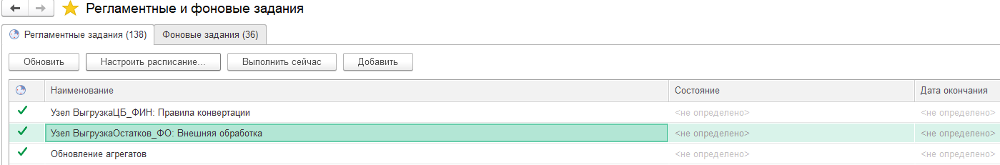 Регламентные и фоновые задания
Регламентные задания (138) Фоновые задания (36)
Обновить Настроить расписание... Выполнить сейчас Добавить
Наименование Состояние Дата окончания
Узел ВыгрузкаЦБ_ФИН: Правила конвертации <не определено> <не определено>
Узел ВыгрузкаОстатков_ФО: Внешняя обработка <не определено> <не определено>
Обновление агрегатов <не определено> <не определено>